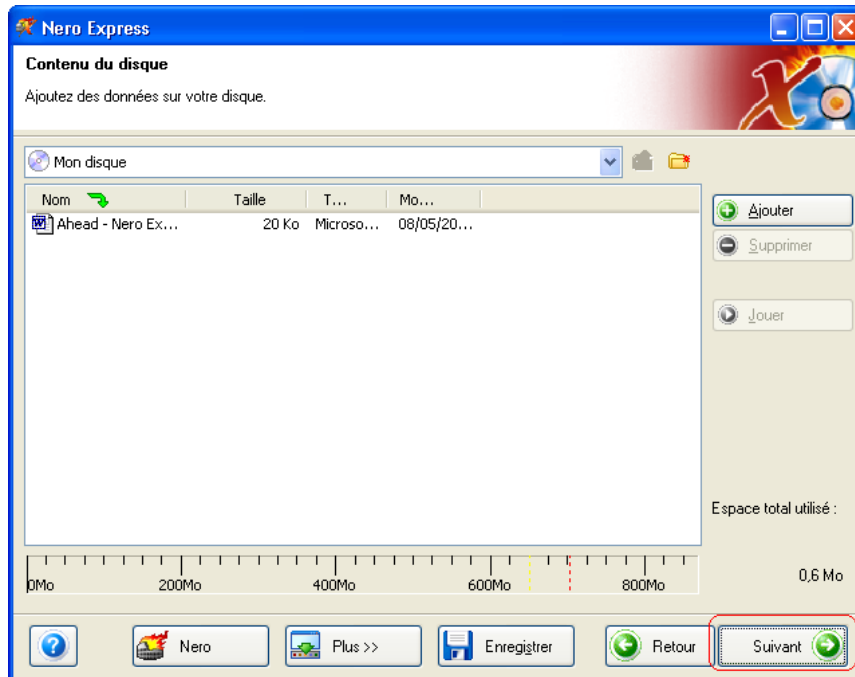 Nero Express
Contenu du disque
Ajoutez des données sur votre disque.
Mon disque
Nom Taille T... Mo...
Ahead - Nero Ex... 20 Ko Microso... 08/05/20...
Ajouter
Supprimer
Jouer
Espace total utilisé :
0Mo 200Mo 400Mo 600Mo 800Mo
0,6 Mo
Nero Plus >> Enregistrer Retour Suivant